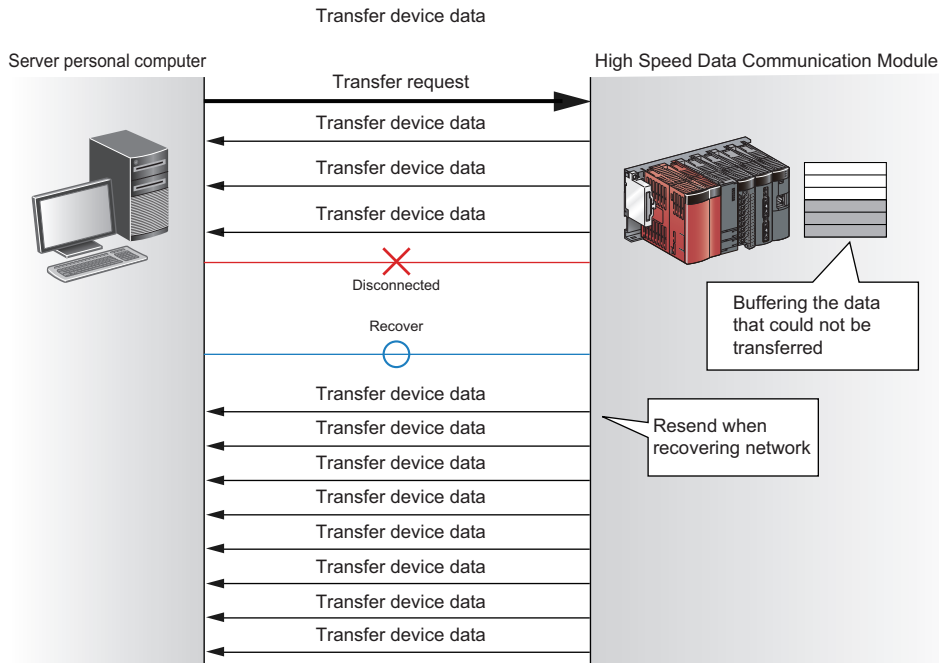 Transfer device data
Server personal computer
High Speed Data Communication Module
Transfer request
Transfer device data
Transfer device data
Transfer device data
Disconnected
Buffering the data
that could not be
transferred
Recover
Transfer device data
Resend when
recovering network
Transfer device data
Transfer device data
Transfer device data
Transfer device data
Transfer device data
Transfer device data
Transfer device data